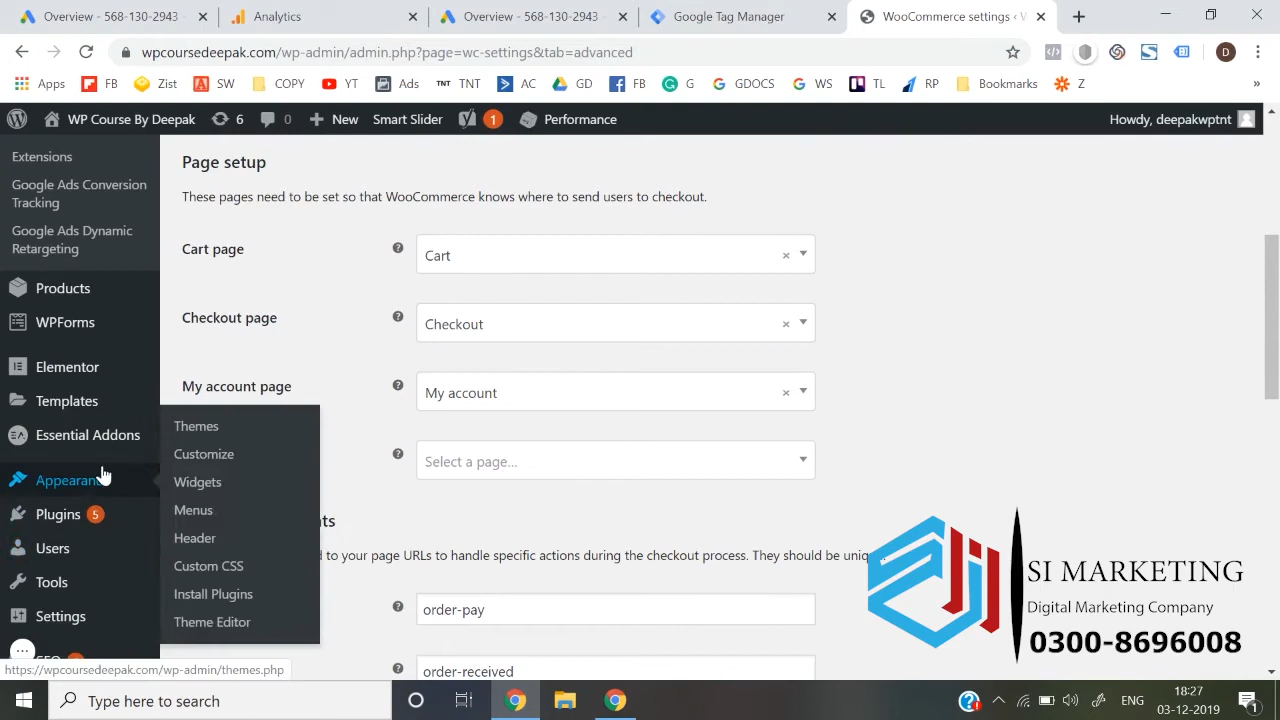 Overview - 568-130-2943
Analytics
Overview - 568-130-2943
Google Tag Manager
WooCommerce settings ‹ W
wpcoursedeepak.com/wp-admin/admin.php?page=wc-settings&tab=advanced
D
Apps FB Zist SW COPY YT Ads TNT TNT AC GD FB G GDOCS WS TL RP Bookmarks Z »
WP Course By Deepak 6 0 New Smart Slider 1 Performance Howdy, deepakwptnt
Extensions
Google Ads Conversion
Tracking
Google Ads Dynamic
Retargeting
Products
WPForms
Elementor
Templates
Essential Addons
Plugins 5
Users
Tools
Settings
Themes
Customize
Widgets
Menus
Header
Custom CSS
Install Plugins
Theme Editor
Page setup
These pages need to be set so that WooCommerce knows where to send users to checkout.
Cart page
Cart
Checkout page
Checkout
My account page
My account
Select a page...
to your page URLs to handle specific actions during the checkout process. They should be
order-pay
order-received
SI MARKETING
Digital Marketing Company
0300-8696008
https://wpcoursedeepak.com/wp-admin/themes.php
Type here to search
ENG
18:27
03-12-2019
1